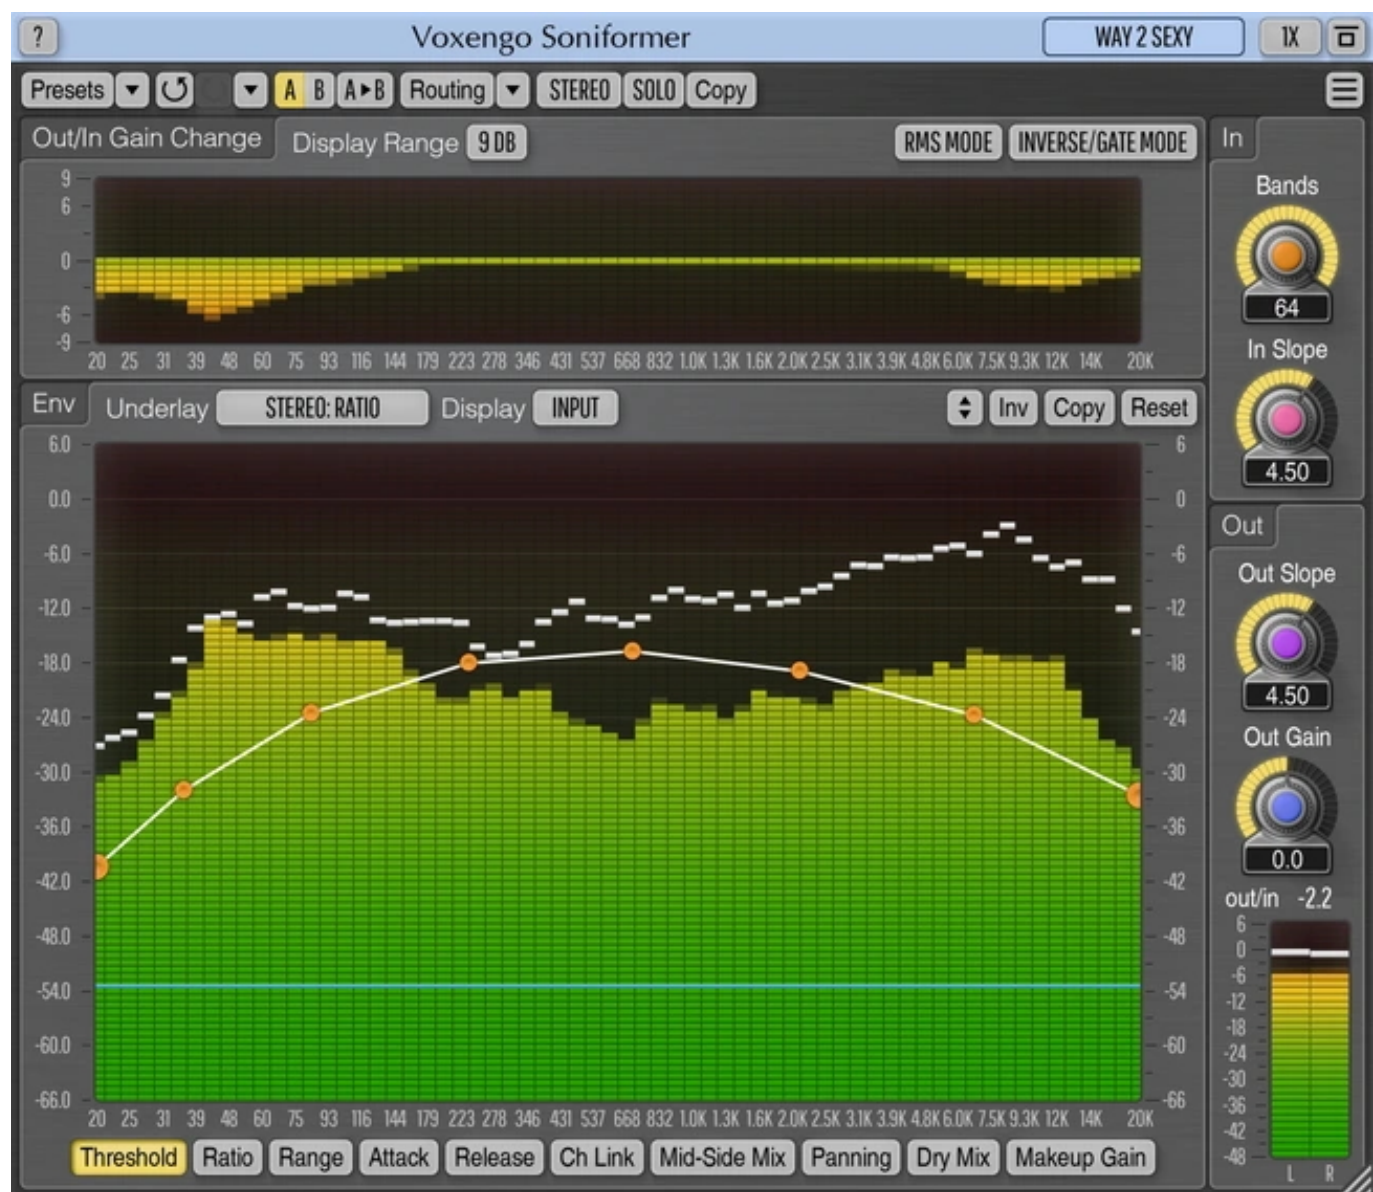 ? Voxengo Soniformer WAY 2 SEXY 1X
Presets A B A▸B Routing STEREO SOLO Copy
Out/In Gain Change Display Range 9 DB RMS MODE INVERSE/GATE MODE In
9
6
0
-6
-9
20 25 31 39 48 60 75 93 116 144 179 223 278 346 431 537 668 832 1.0K 1.3K 1.6K 2.0K 2.5K 3.1K 3.9K 4.8K 6.0K 7.5K 9.3K 12K 14K 20K
Bands
64
In Slope
4.50
Env Underlay STEREO: RATIO Display INPUT Inv Copy Reset
6.0 6
0.0 0
-6.0 -6
-12.0 -12
-18.0 -18
-24.0 -24
-30.0 -30
-36.0 -36
-42.0 -42
-48.0 -48
-54.0 -54
-60.0 -60
-66.0 -66
20 25 31 39 48 60 75 93 116 144 179 223 278 346 431 537 668 832 1.0K 1.3K 1.6K 2.0K 2.5K 3.1K 3.9K 4.8K 6.0K 7.5K 9.3K 12K 14K 20K
Threshold Ratio Range Attack Release Ch Link Mid-Side Mix Panning Dry Mix Makeup Gain
Out
Out Slope
4.50
Out Gain
0.0
out/in -2.2
6
0
-6
-12
-18
-24
-30
-36
-42
-48
L R